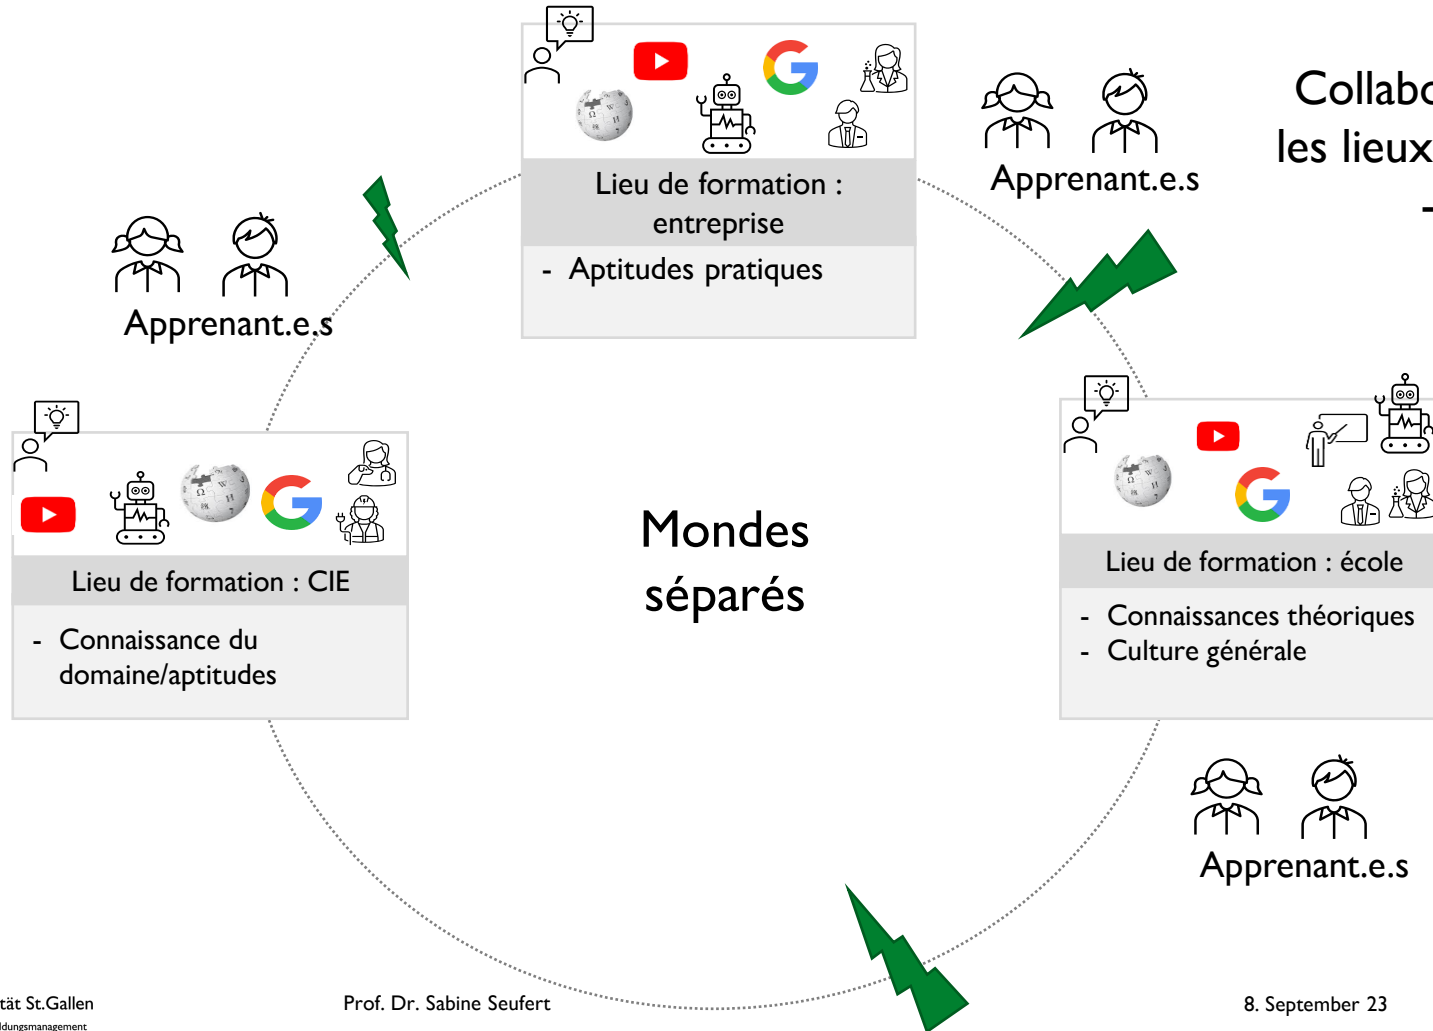 Collabo
les lieux
-
Apprenant.e.s
Lieu de formation :
entreprise
- Aptitudes pratiques
Apprenant.e.s
Lieu de formation : CIE
- Connaissance du
domaine/aptitudes
Mondes
séparés
Lieu de formation : école
- Connaissances théoriques
- Culture générale
Apprenant.e.s
tät St.Gallen
ldungsmanagement
Prof. Dr. Sabine Seufert
8. September 23